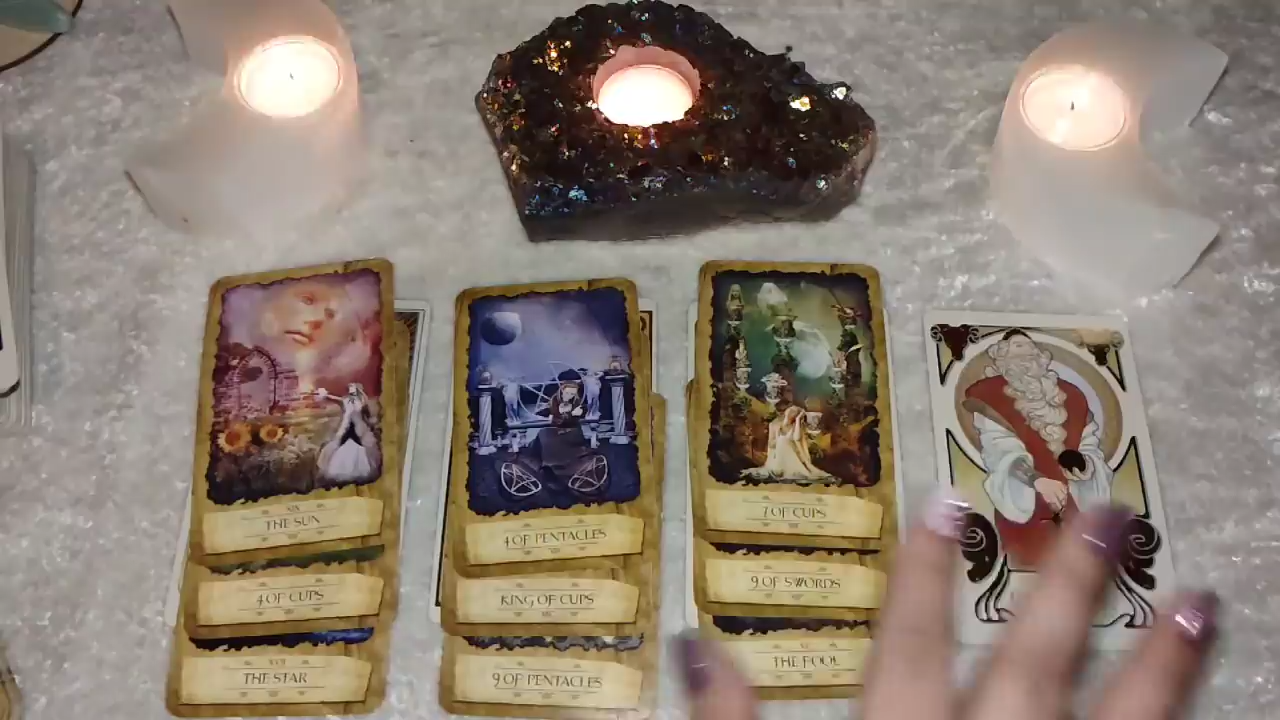 XIX
THE SUN
4 OF CUPS
THE STAR
4 OF PENTACLES
KING OF CUPS
9 OF PENTACLES
7 OF CUPS
9 OF SWORDS
THE FOOL